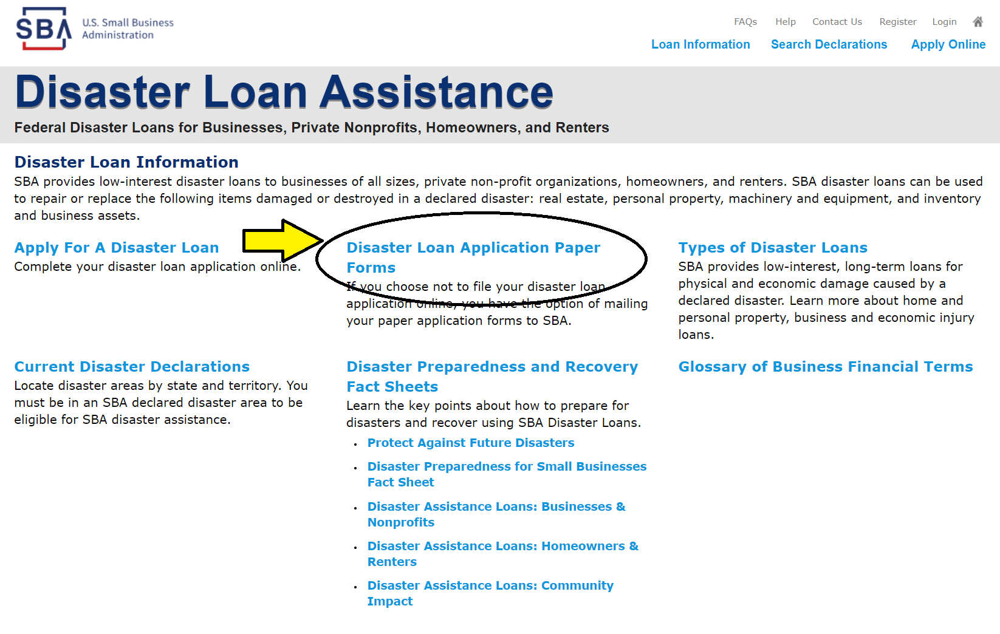 SBA
U.S. Small Business
Administration
FAQs Help Contact Us Register Login
Loan Information Search Declarations Apply Online
Disaster Loan Assistance
Federal Disaster Loans for Businesses, Private Nonprofits, Homeowners, and Renters
Disaster Loan Information
SBA provides low-interest disaster loans to businesses of all sizes, private non-profit organizations, homeowners, and renters. SBA disaster loans can be used
to repair or replace the following items damaged or destroyed in a declared disaster: real estate, personal property, machinery and equipment, and inventory
and business assets.
Apply For A Disaster Loan
Complete your disaster loan application online.
Disaster Loan Application Paper
Forms
If you choose not to file your disaster loan
application online, you have the option of mailing
your paper application forms to SBA.
Types of Disaster Loans
SBA provides low-interest, long-term loans for
physical and economic damage caused by a
declared disaster. Learn more about home and
personal property, business and economic injury
loans.
Current Disaster Declarations
Locate disaster areas by state and territory. You
must be in an SBA declared disaster area to be
eligible for SBA disaster assistance.
Disaster Preparedness and Recovery
Fact Sheets
Learn the key points about how to prepare for
disasters and recover using SBA Disaster Loans.
• Protect Against Future Disasters
• Disaster Preparedness for Small Businesses
Fact Sheet
• Disaster Assistance Loans: Businesses &
Nonprofits
• Disaster Assistance Loans: Homeowners &
Renters
• Disaster Assistance Loans: Community
Impact
Glossary of Business Financial Terms